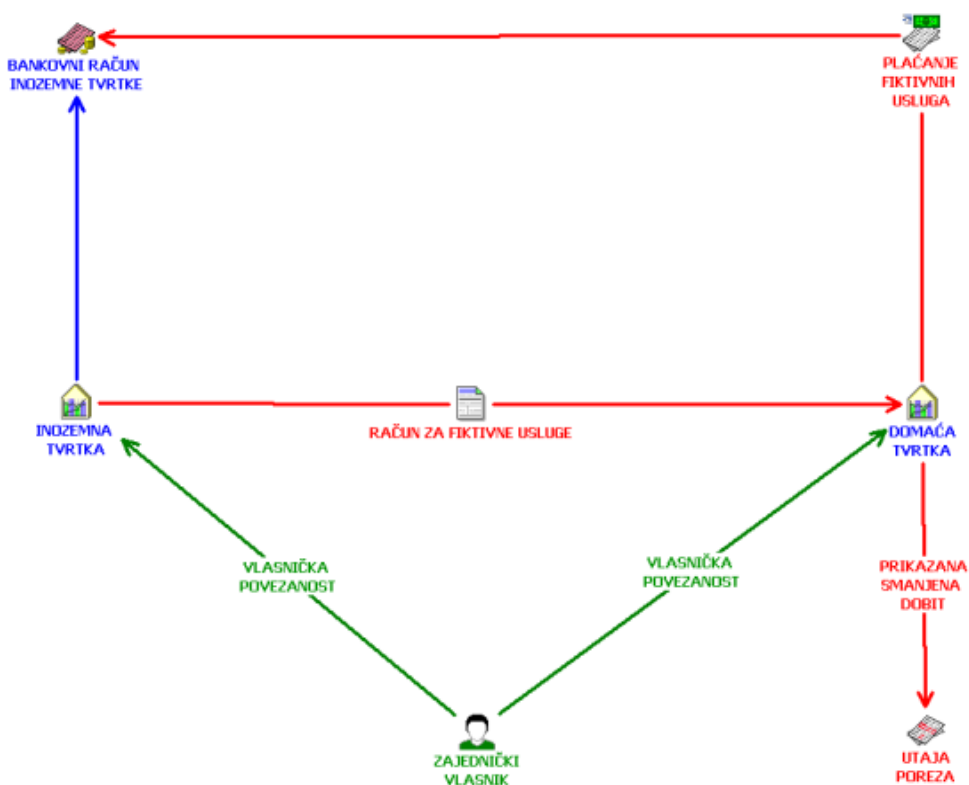 BANKOVNI RAČUN
INOZEMNE TVRTKE
PLAĆANJE
FIKTIVNIH
USLUGA
INOZEMNA
TVRTKA
RAČUN ZA FIKTIVNE USLUGE
DOMAĆA
TVRTKA
VLASNIČKA
POVEZANOST
VLASNIČKA
POVEZANOST
PRIKAZANA
SMANJENA
DOBIT
ZAJEDNIČKI
VLASNIK
UTAJA
POREZA